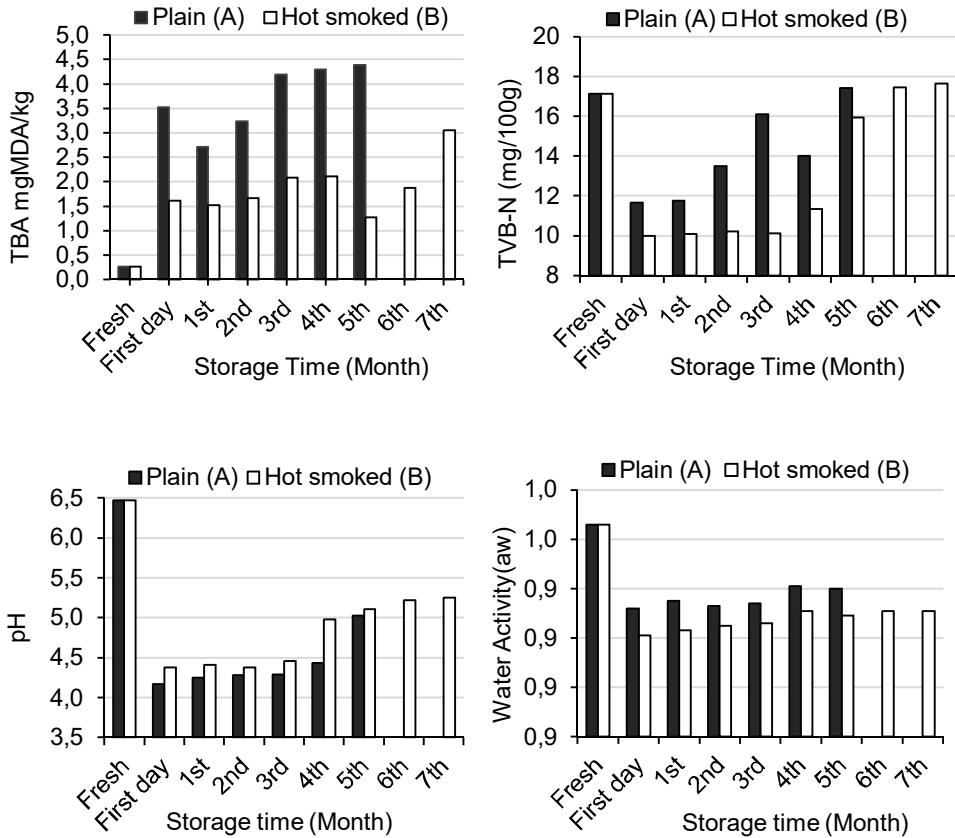 Plain (A) Hot smoked (B)
TBA mgMDA/kg
5,0
4,5
4,0
3,5
3,0
2,5
2,0
1,5
1,0
0,5
0,0
Fresh First day 1st 2nd 3rd 4th 5th 6th 7th
Storage Time (Month)
Plain (A) Hot smoked (B)
TVB-N (mg/100g)
20
18
16
14
12
10
8
Fresh First day 1st 2nd 3rd 4th 5th 6th 7th
Storage Time (Month)
Plain (A) Hot smoked (B)
pH
6,5
6,0
5,5
5,0
4,5
4,0
3,5
Fresh First day 1st 2nd 3rd 4th 5th 6th 7th
Storage time (Month)
Plain (A) Hot smoked (B)
Water Activity(aw)
1,0
1,0
0,9
0,9
0,9
0,9
Fresh First day 1st 2nd 3rd 4th 5th 6th 7th
Storage time (Month)